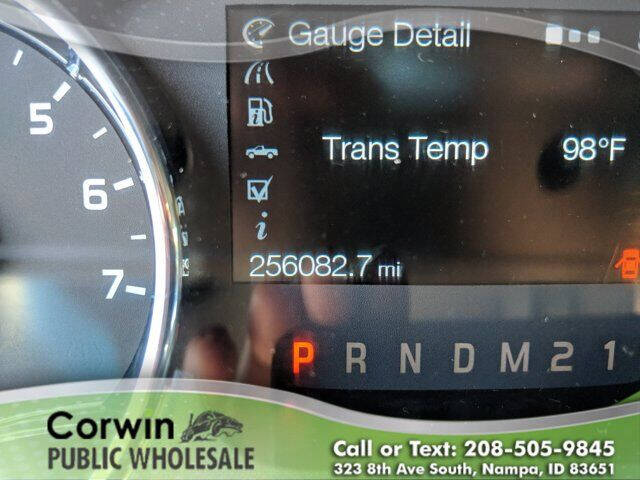 Gauge Detail
5
Trans Temp 98°F
6
i
256082.7 mi
7
P R N D M 2 1
Corwin
PUBLIC WHOLESALE
Call or Text: 208-505-9845
323 8th Ave South, Nampa, ID 83651